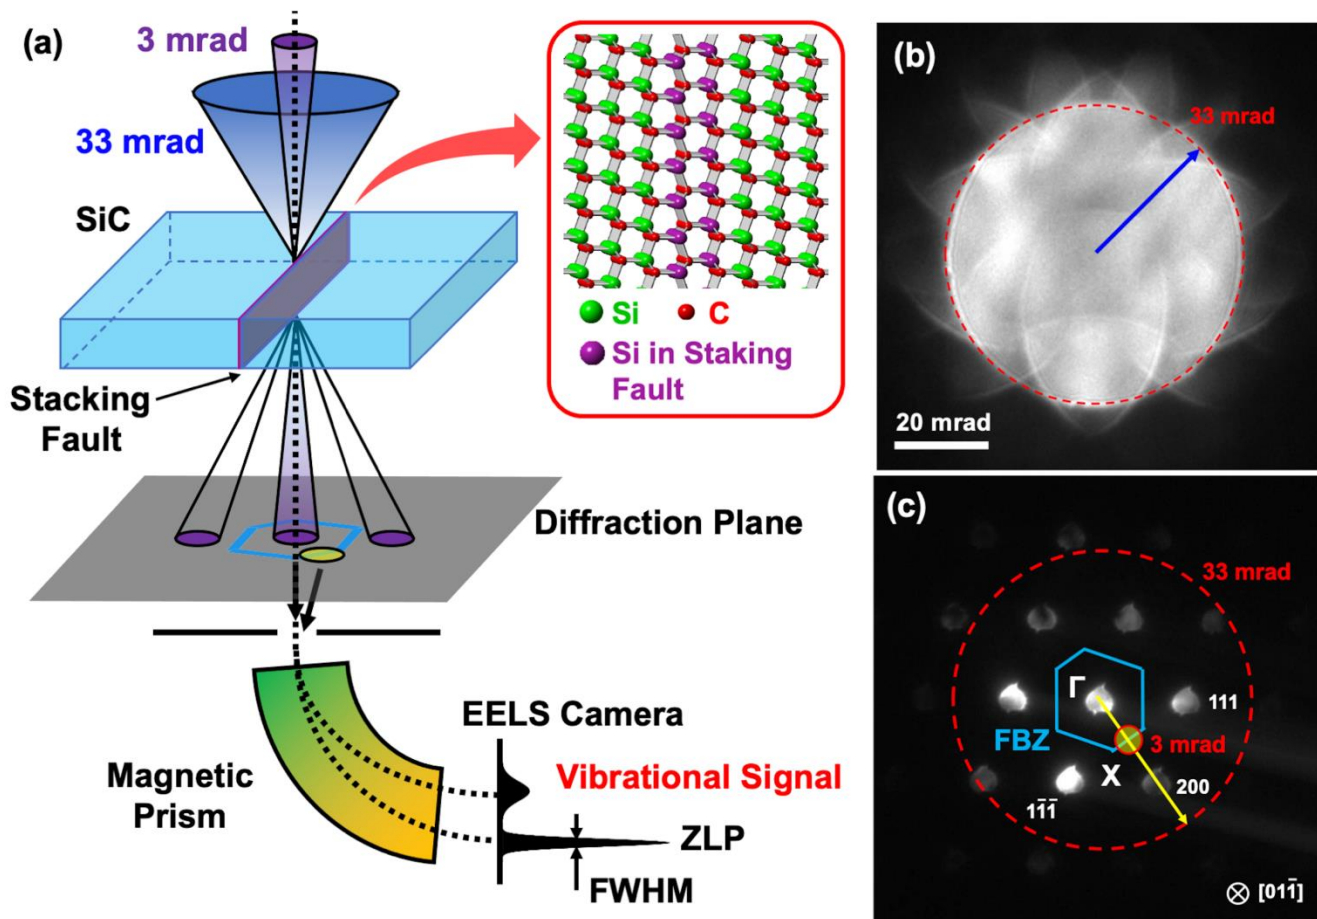 (a)
3 mrad
33 mrad
SiC
Stacking
Fault
Si
C
Si in Staking
Fault
Diffraction Plane
EELS Camera
Magnetic
Prism
Vibrational Signal
ZLP
FWHM
(b)
33 mrad
20 mrad
(c)
33 mrad
Γ
111
FBZ
3 mrad
X
200
11̅1̅
⊗ [011̅]